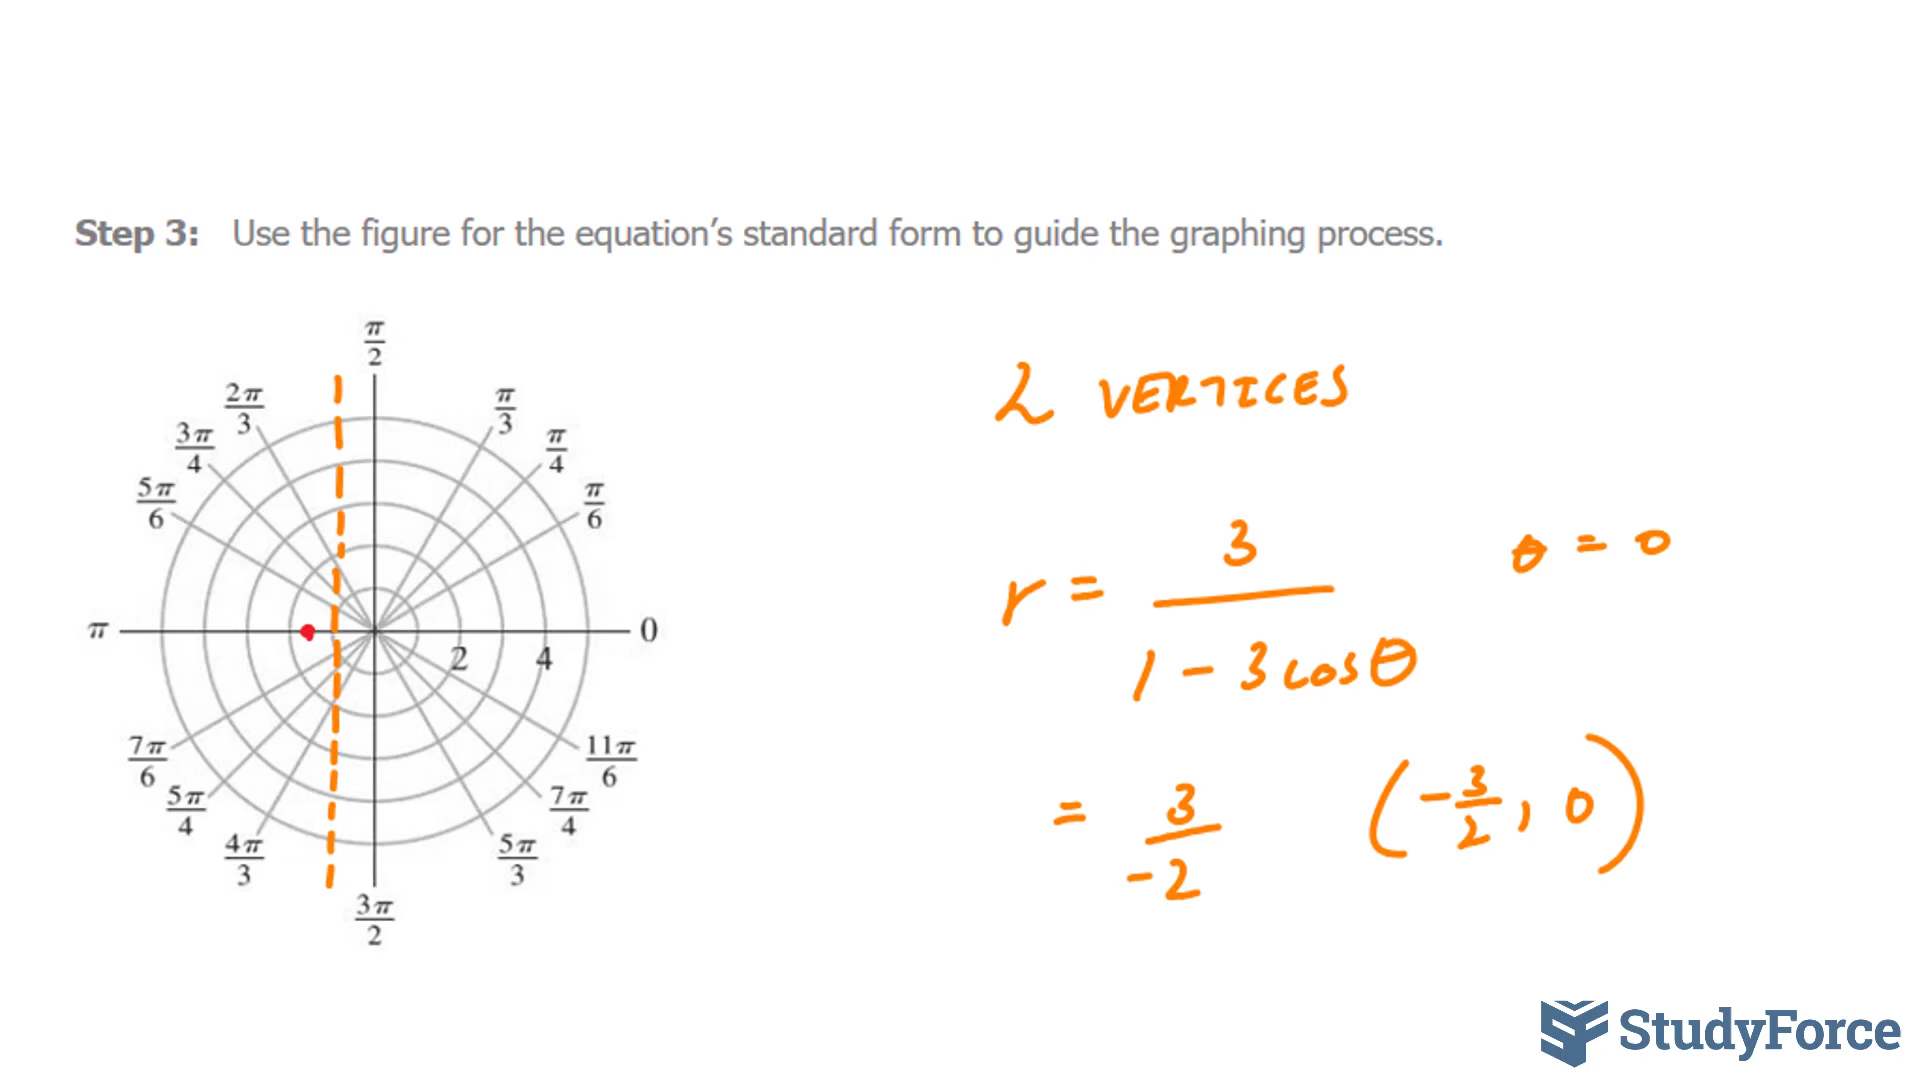 Step 3: Use the figure for the equation's standard form to guide the graphing process.
π/2
2π/3
π/3
3π/4
π/4
5π/6
π/6
π
0
2
4
7π/6
11π/6
5π/4
7π/4
4π/3
5π/3
3π/2
2 VERTICES
r = 3/(1 - 3cosθ) θ = 0
= 3/-2 (-3/2, 0)
StudyForce